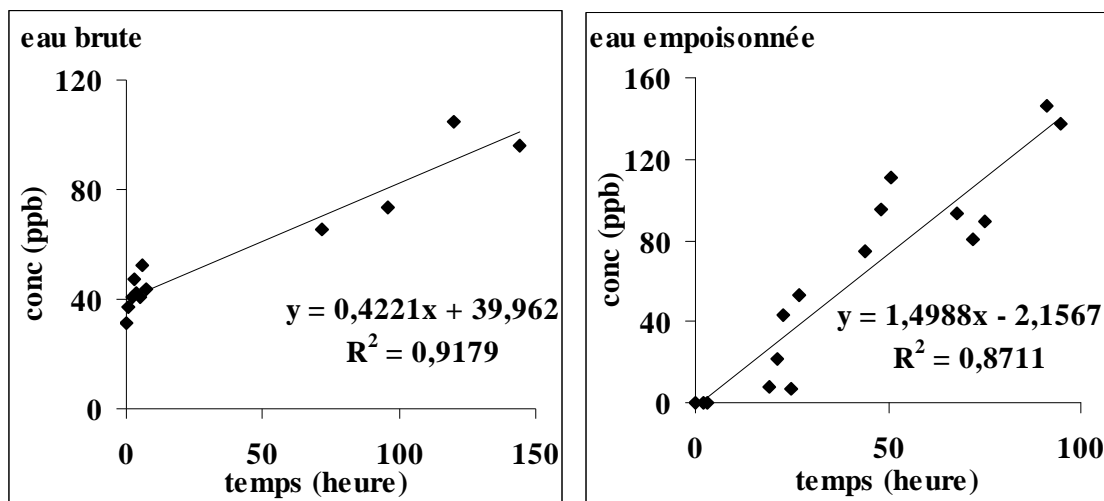 eau brute
120
80
40
0
conc (ppb)
y = 0,4221x + 39,962
R² = 0,9179
0 50 100 150
temps (heure)
eau empoisonnée
160
120
80
40
0
conc (ppb)
y = 1,4988x - 2,1567
R² = 0,8711
0 50 100
temps (heure)